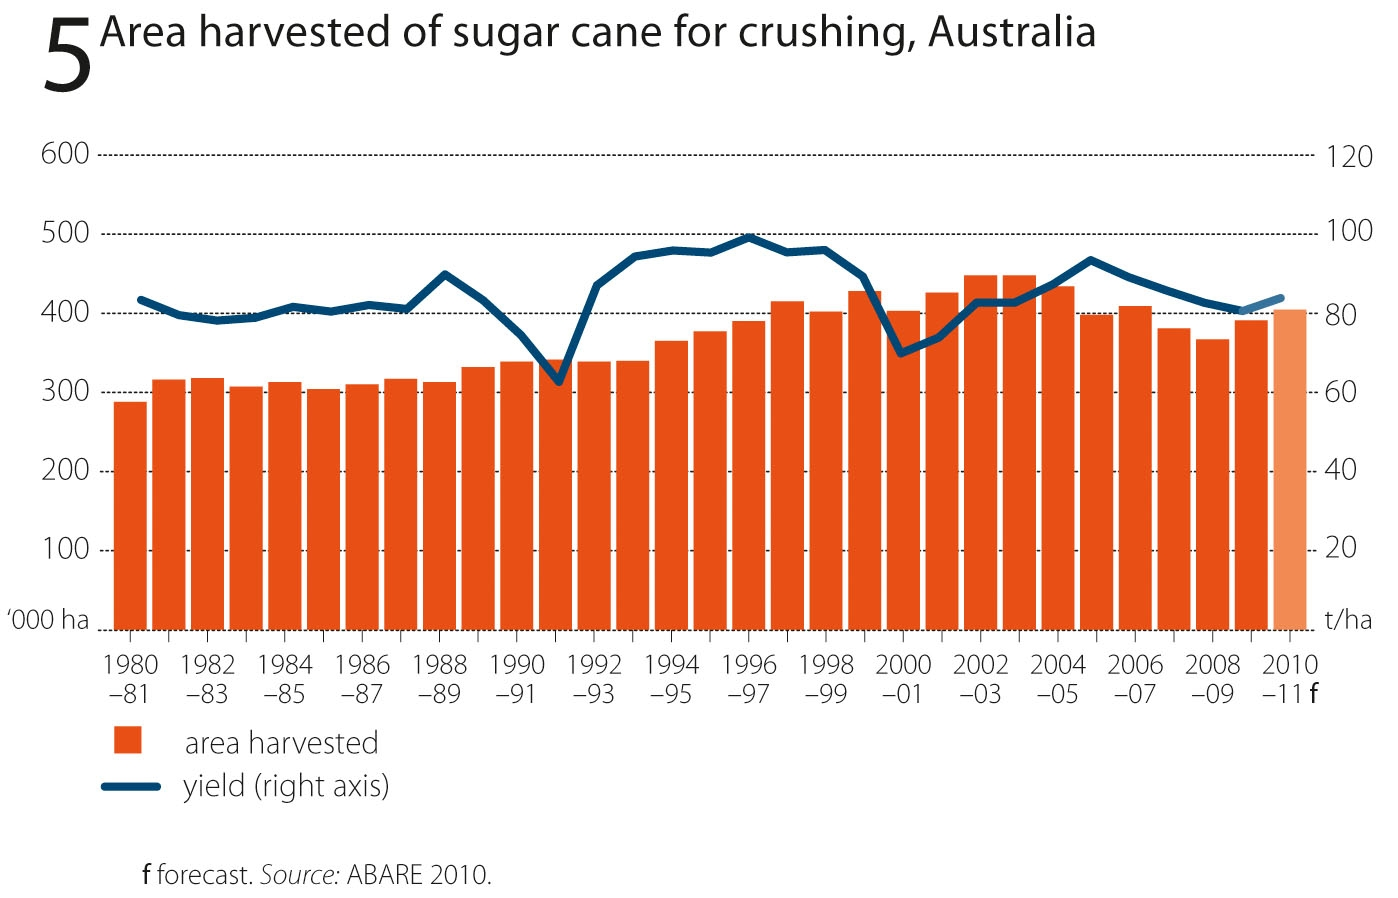 5 Area harvested of sugar cane for crushing, Australia
600 120
500 100
400 80
300 60
200 40
100 20
‘000 ha t/ha
1980 1982 1984 1986 1988 1990 1992 1994 1996 1998 2000 2002 2004 2006 2008 2010
–81 –83 –85 –87 –89 –91 –93 –95 –97 –99 –01 –03 –05 –07 –09 –11 f
area harvested
yield (right axis)
f forecast. Source: ABARE 2010.